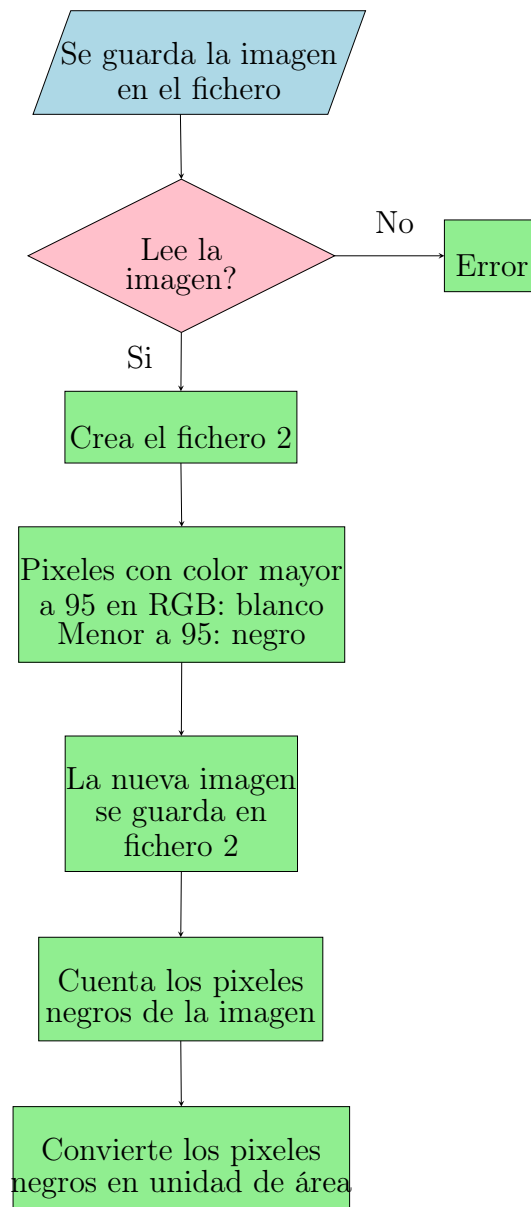 Se guarda la imagen
en el fichero
Lee la
imagen?
No
Error
Si
Crea el fichero 2
Pixeles con color mayor
a 95 en RGB: blanco
Menor a 95: negro
La nueva imagen
se guarda en
fichero 2
Cuenta los pixeles
negros de la imagen
Convierte los pixeles
negros en unidad de área